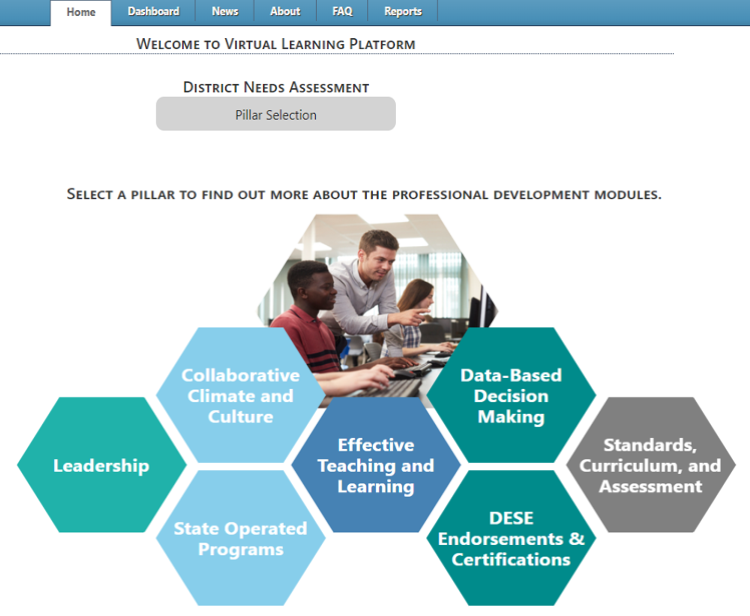 Home Dashboard News About FAQ Reports
Welcome to Virtual Learning Platform
District Needs Assessment
Pillar Selection
Select a pillar to find out more about the professional development modules.
Collaborative
Climate and
Culture
Data-Based
Decision
Making
Leadership
Effective
Teaching and
Learning
Standards,
Curriculum, and
Assessment
State Operated
Programs
DESE
Endorsements &
Certifications